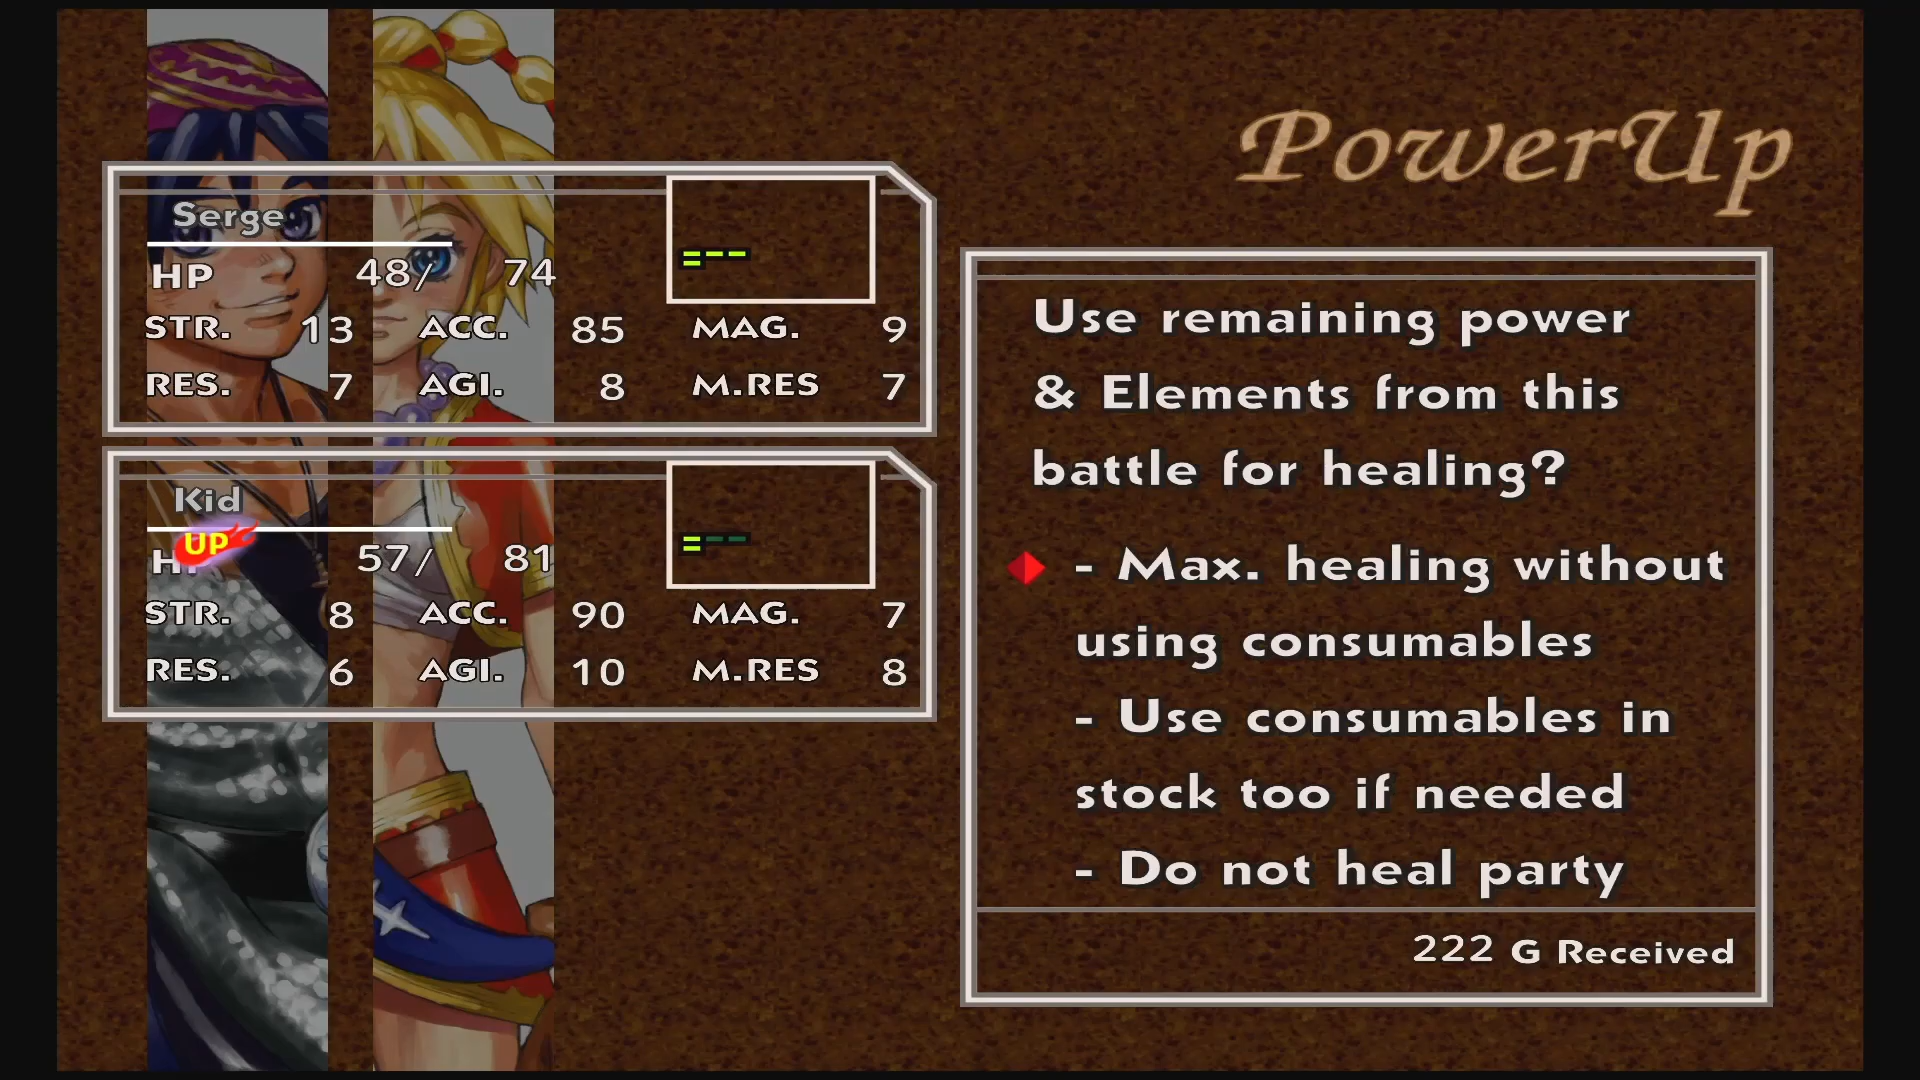 PowerUp
Serge
HP 48/ 74
STR. 13 ACC. 85 MAG. 9
RES. 7 AGI. 8 M.RES 7
Kid
UP
HP 57/ 81
STR. 8 ACC. 90 MAG. 7
RES. 6 AGI. 10 M.RES 8
Use remaining power
& Elements from this
battle for healing?
- Max. healing without
using consumables
- Use consumables in
stock too if needed
- Do not heal party
222 G Received